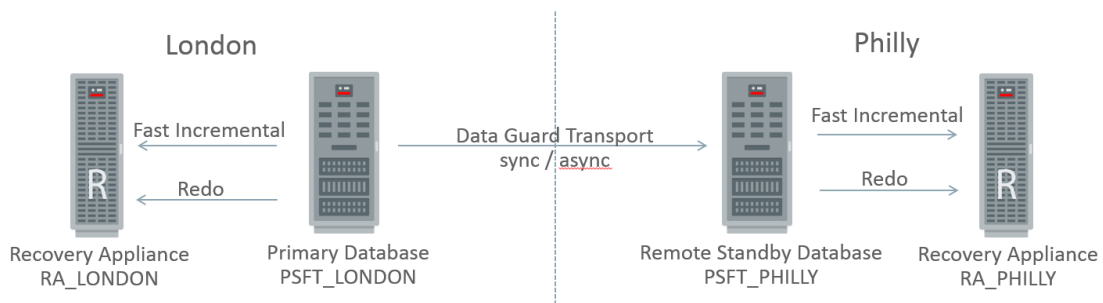 London
Philly
Fast Incremental
Redo
Data Guard Transport
sync / async
Fast Incremental
Redo
R
R
Recovery Appliance
RA_LONDON
Primary Database
PSFT_LONDON
Remote Standby Database
PSFT_PHILLY
Recovery Appliance
RA_PHILLY